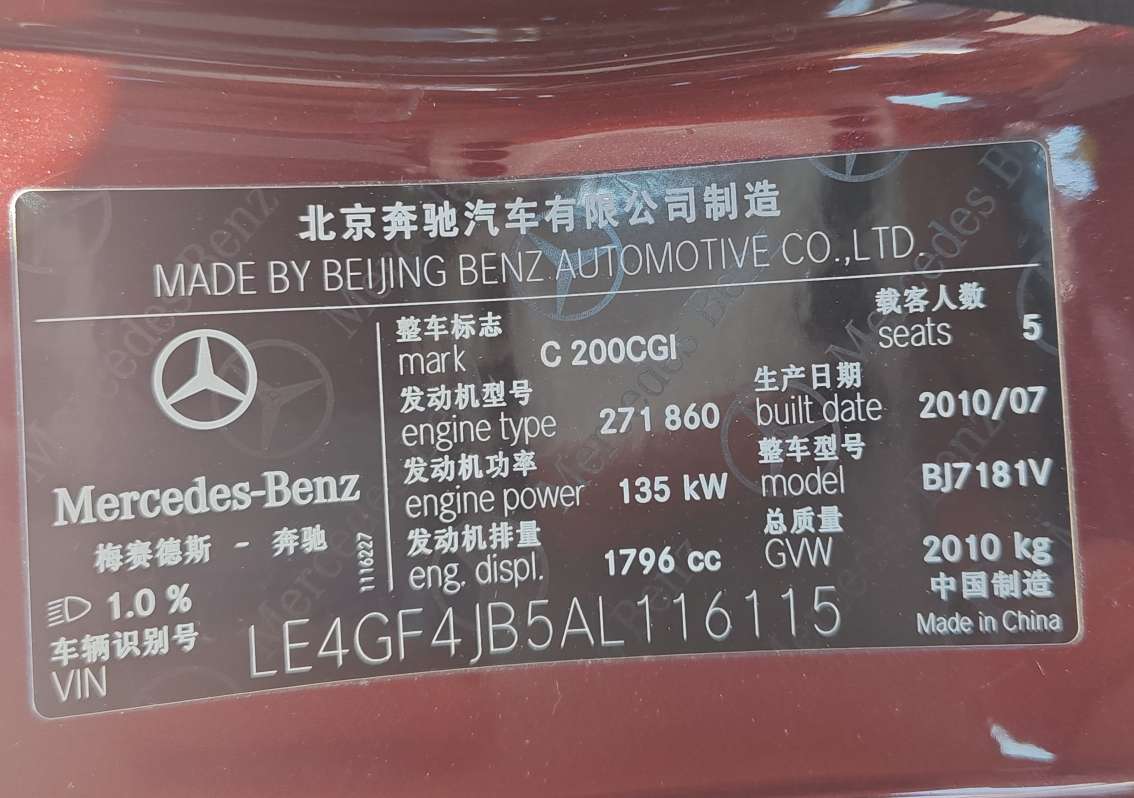 北京奔驰汽车有限公司制造
MADE BY BEIJING BENZ AUTOMOTIVE CO.,LTD.
Mercedes-Benz
梅赛德斯 - 奔驰
1.0 %
1116227
整车标志
mark C 200CGI
载客人数
seats 5
发动机型号
engine type 271 860
生产日期
built date 2010/07
发动机功率
engine power 135 kW
整车型号
model BJ7181V
发动机排量
eng. displ. 1796 cc
总质量
GVW 2010 kg
中国制造
Made in China
车辆识别号
VIN LE4GF4JB5AL116115